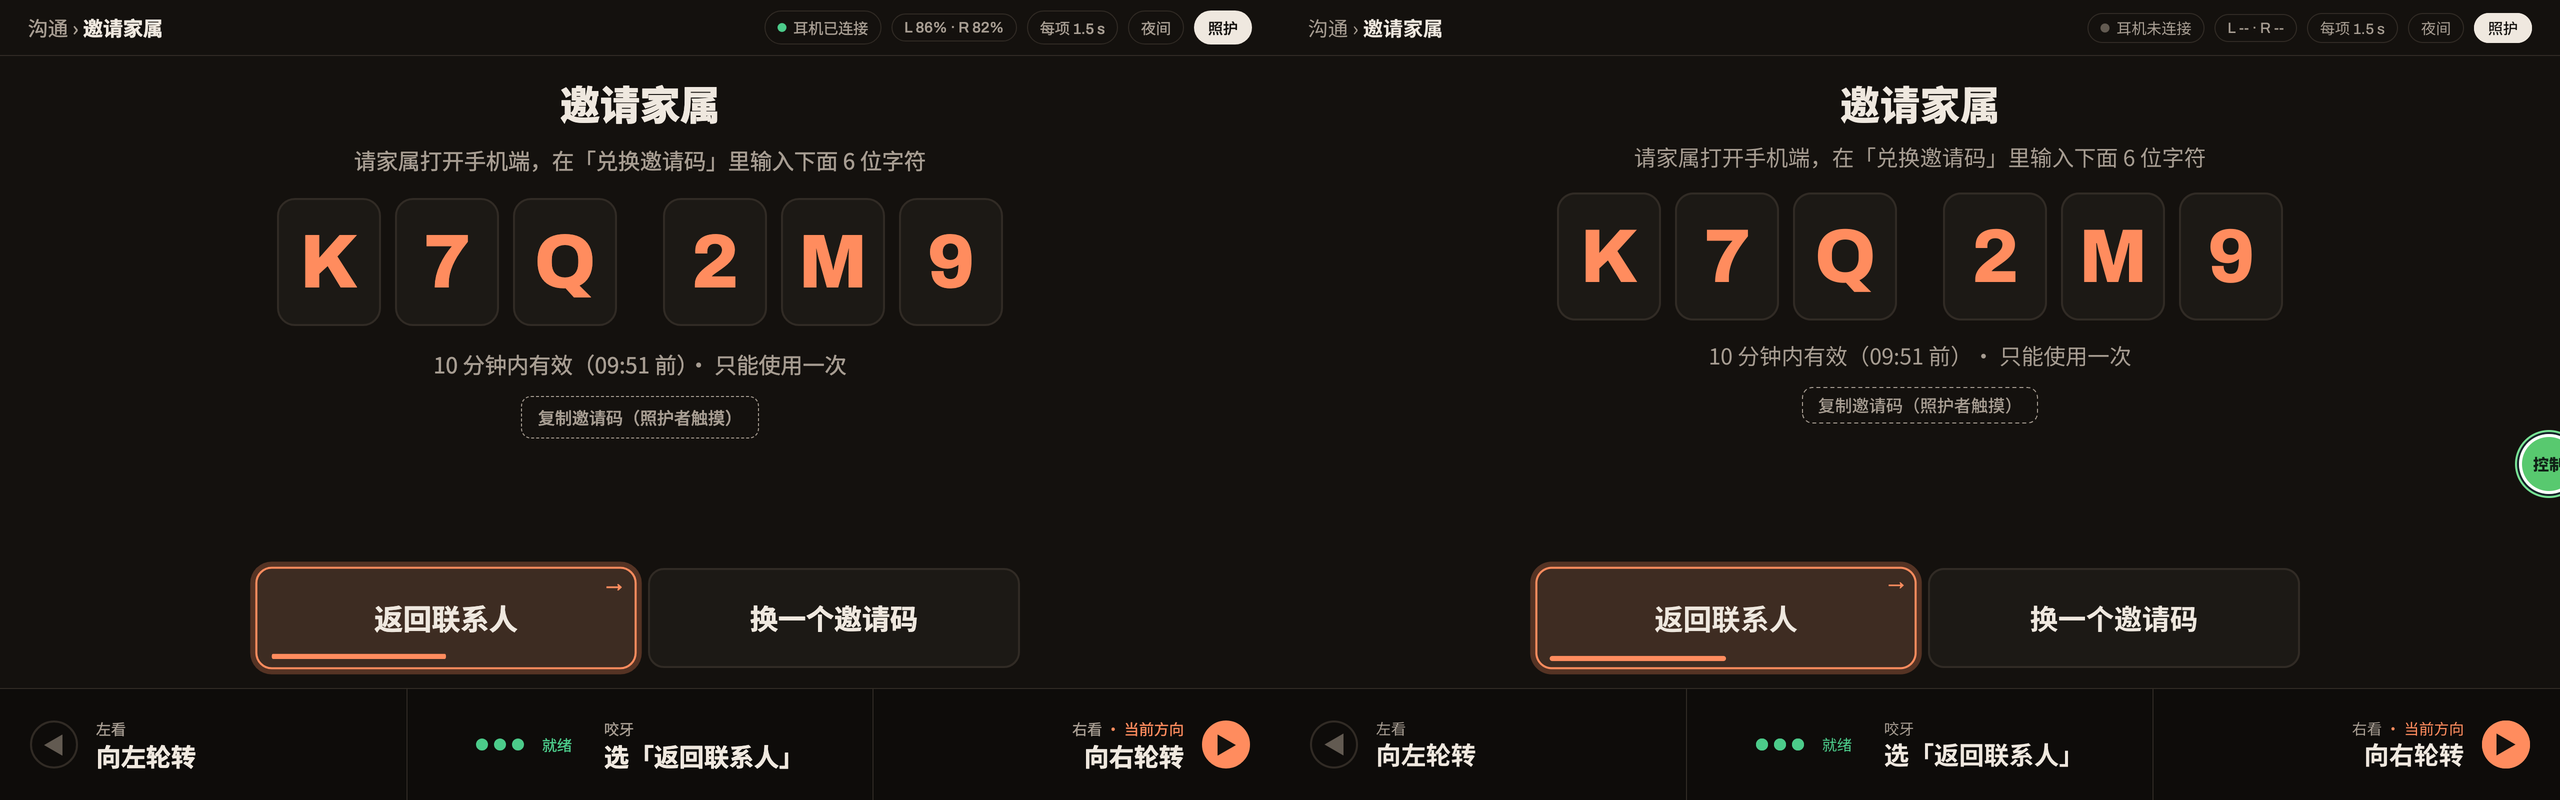 沟通 › 邀请家属
耳机已连接
L 86% · R 82%
每项 1.5 s
夜间
照护
邀请家属
请家属打开手机端，在「兑换邀请码」里输入下面 6 位字符
K 7 Q 2 M 9
10 分钟内有效（09:51 前）· 只能使用一次
复制邀请码（照护者触摸）
返回联系人 →
换一个邀请码
左看
向左轮转
就绪
咬牙
选「返回联系人」
右看 · 当前方向
向右轮转
沟通 › 邀请家属
耳机未连接
L -- · R --
每项 1.5 s
夜间
照护
邀请家属
请家属打开手机端，在「兑换邀请码」里输入下面 6 位字符
K 7 Q 2 M 9
10 分钟内有效（09:51 前） · 只能使用一次
复制邀请码（照护者触摸）
控制
返回联系人 →
换一个邀请码
左看
向左轮转
就绪
咬牙
选「返回联系人」
右看 · 当前方向
向右轮转